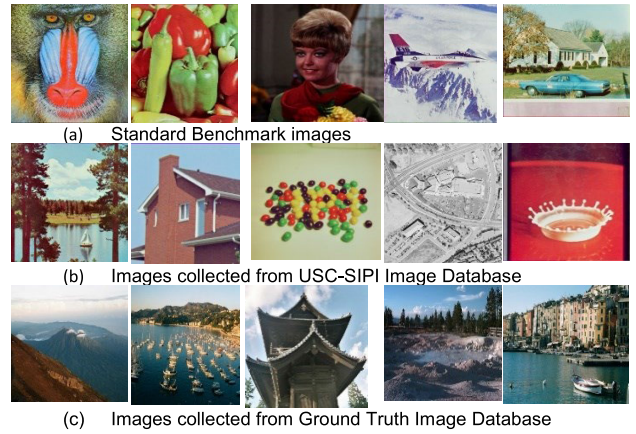 (a) Standard Benchmark images
(b) Images collected from USC-SIPI Image Database
(c) Images collected from Ground Truth Image Database